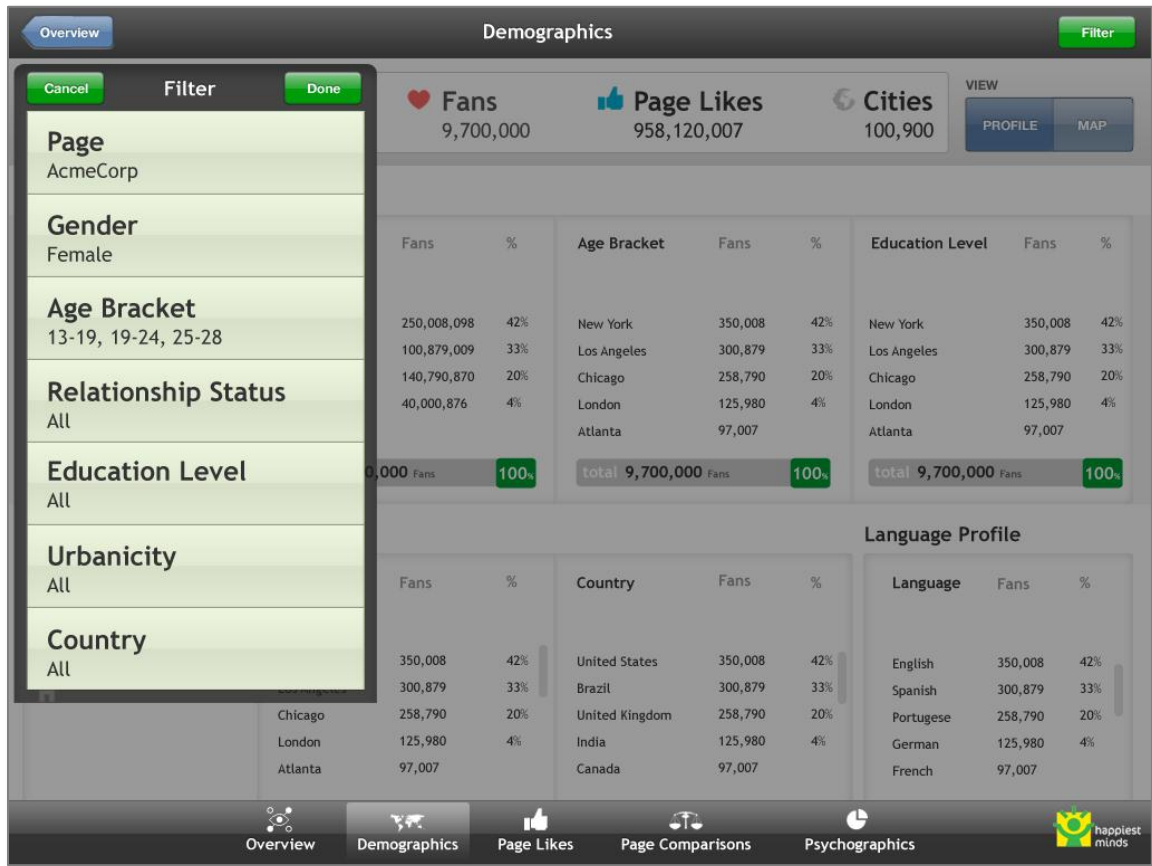 Overview
Demographics
Filter
Cancel
Filter
Done
Page
AcmeCorp
Gender
Female
Age Bracket
13-19, 19-24, 25-28
Relationship Status
All
Education Level
All
Urbanicity
All
Country
All
Fans
9,700,000
Page Likes
958,120,007
Cities
100,900
VIEW
PROFILE MAP
Fans %
250,008,098 42%
100,879,009 33%
140,790,870 20%
40,000,876 4%
,000 Fans 100%
Age Bracket Fans %
New York 350,008 42%
Los Angeles 300,879 33%
Chicago 258,790 20%
London 125,980 4%
Atlanta 97,007
total 9,700,000 Fans 100%
Education Level Fans %
New York 350,008 42%
Los Angeles 300,879 33%
Chicago 258,790 20%
London 125,980 4%
Atlanta 97,007
total 9,700,000 Fans 100%
Fans %
350,008 42%
Los Angeles 300,879 33%
Chicago 258,790 20%
London 125,980 4%
Atlanta 97,007
Country Fans %
United States 350,008 42%
Brazil 300,879 33%
United Kingdom 258,790 20%
India 125,980 4%
Canada 97,007
Language Profile
Language Fans %
English 350,008 42%
Spanish 300,879 33%
Portugese 258,790 20%
German 125,980 4%
French 97,007
Overview
Demographics
Page Likes
Page Comparisons
Psychographics
happiest
minds